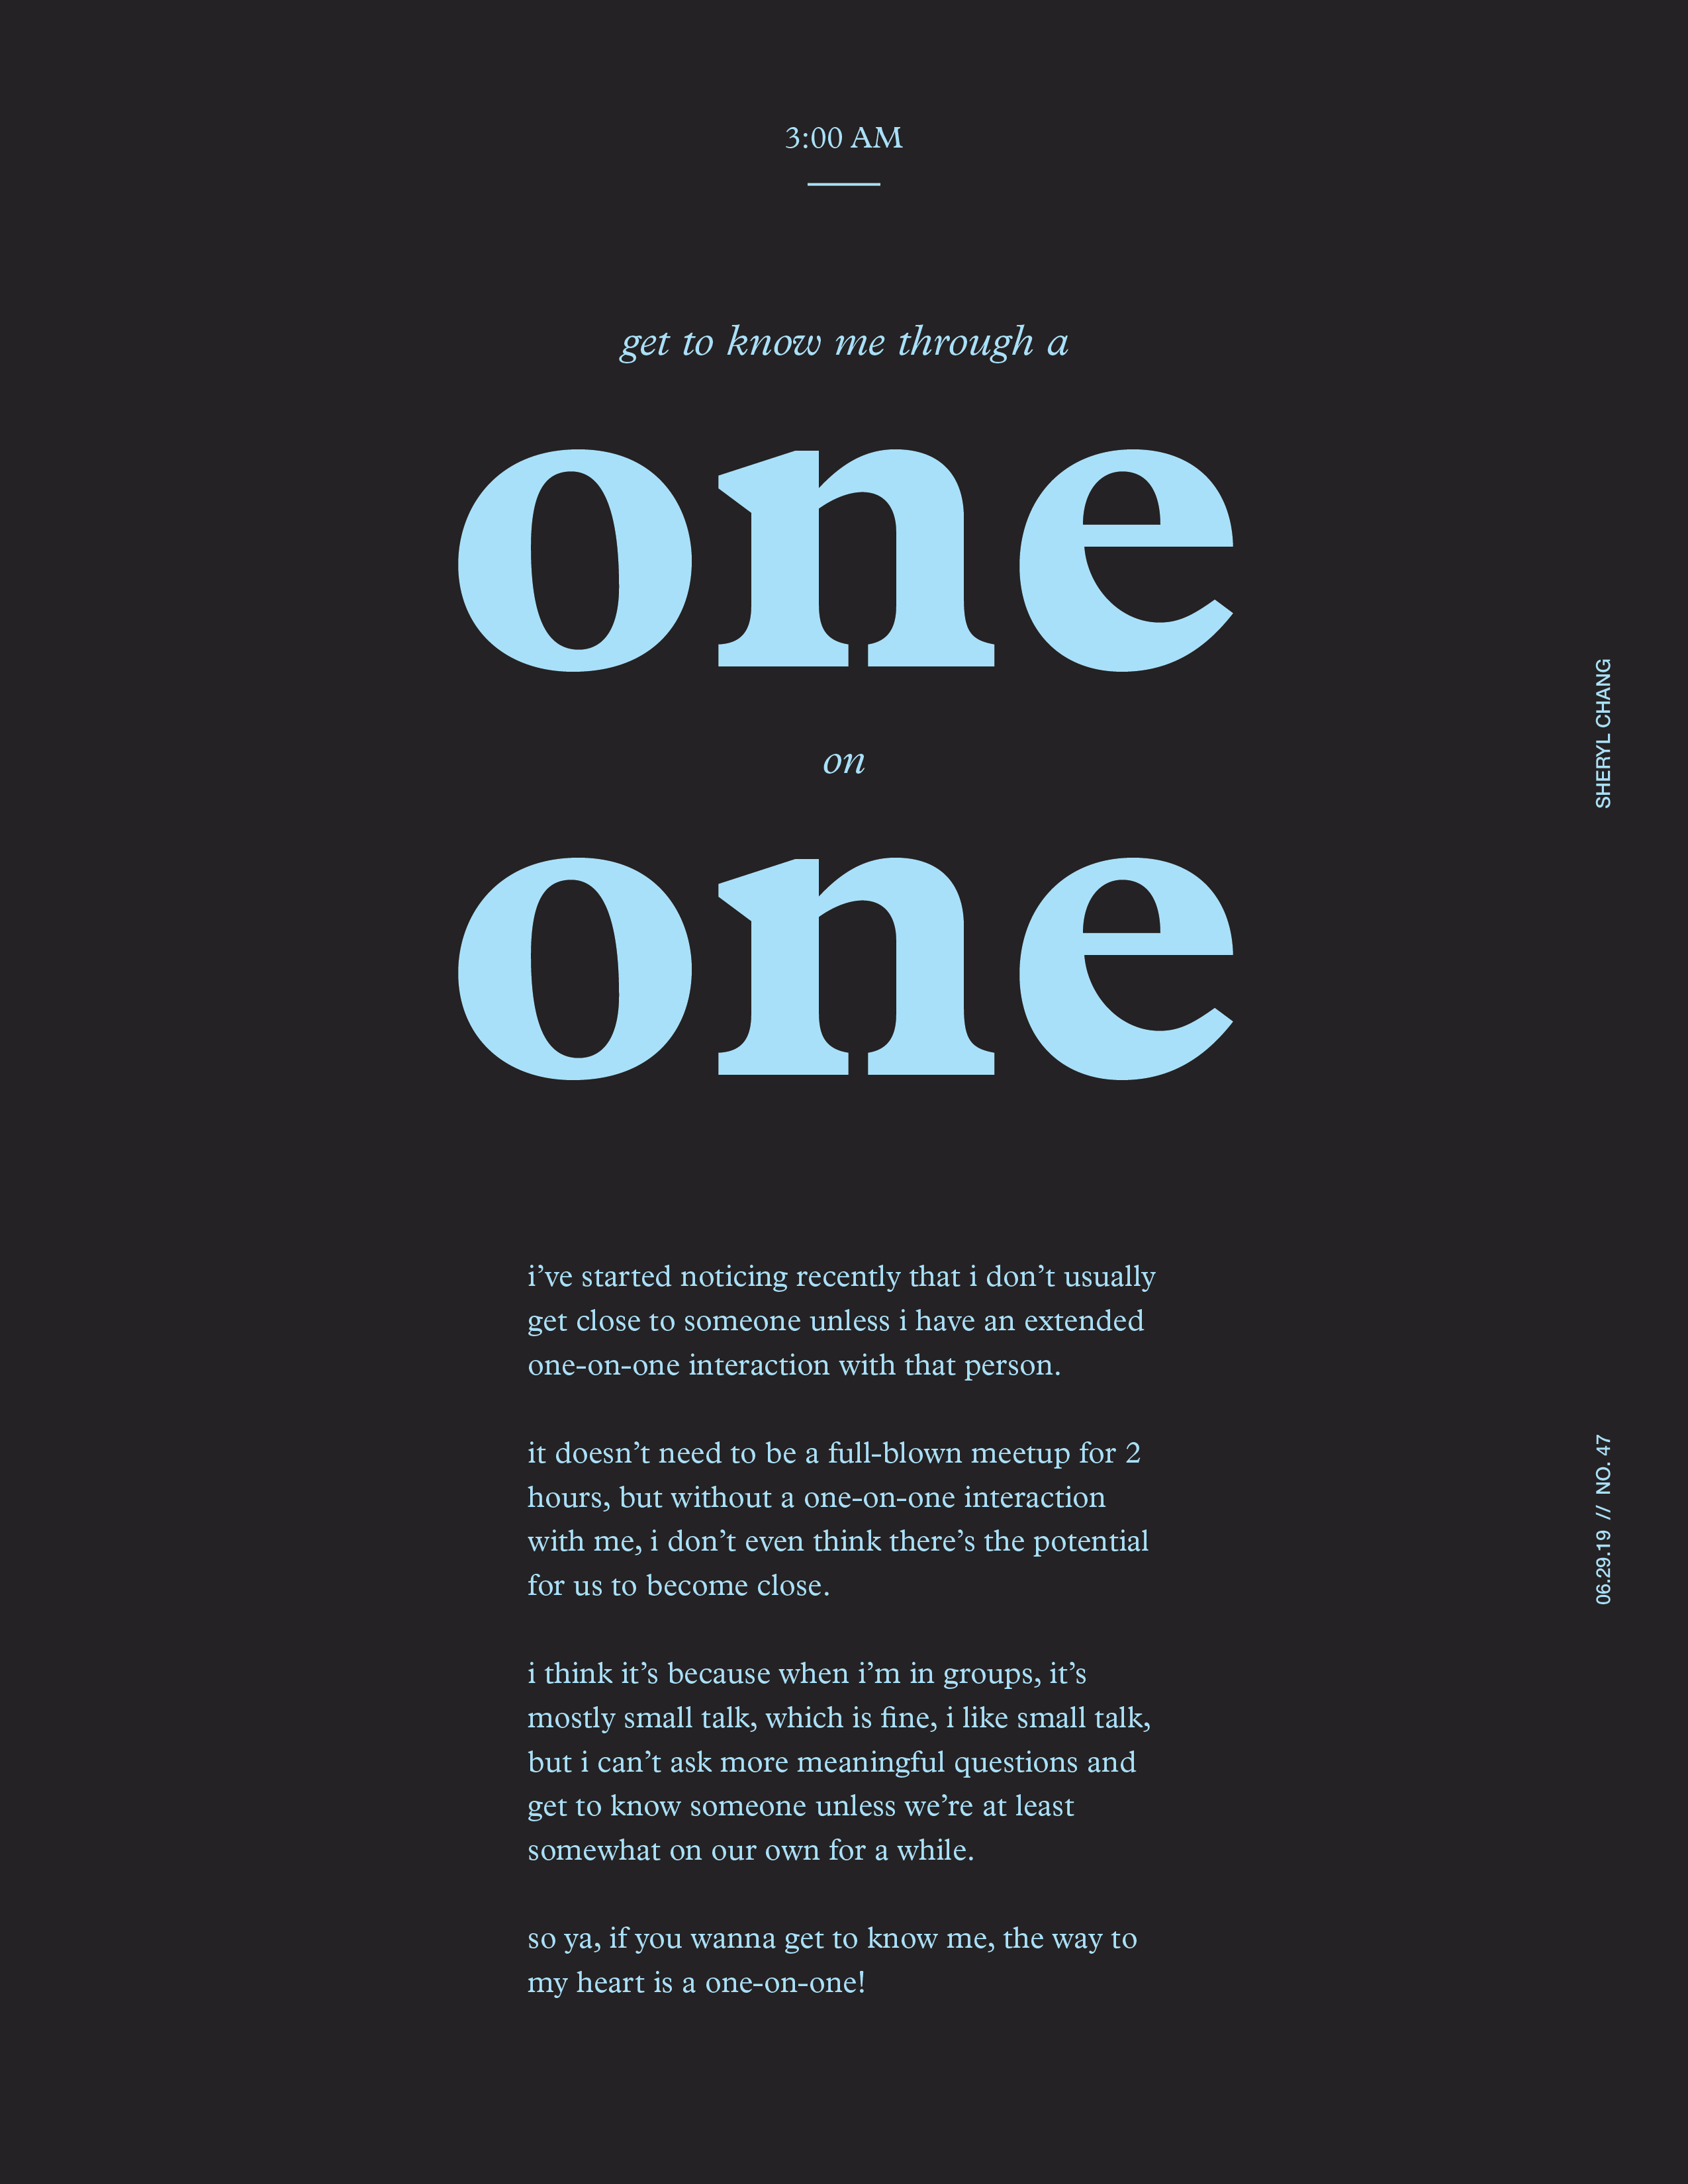 3:00 AM
get to know me through a
one
on
one
i’ve started noticing recently that i don’t usually
get close to someone unless i have an extended
one-on-one interaction with that person.
it doesn’t need to be a full-blown meetup for 2
hours, but without a one-on-one interaction
with me, i don’t even think there’s the potential
for us to become close.
i think it’s because when i’m in groups, it’s
mostly small talk, which is fine, i like small talk,
but i can’t ask more meaningful questions and
get to know someone unless we’re at least
somewhat on our own for a while.
so ya, if you wanna get to know me, the way to
my heart is a one-on-one!
SHERYL CHANG
06.29.19 // NO. 47